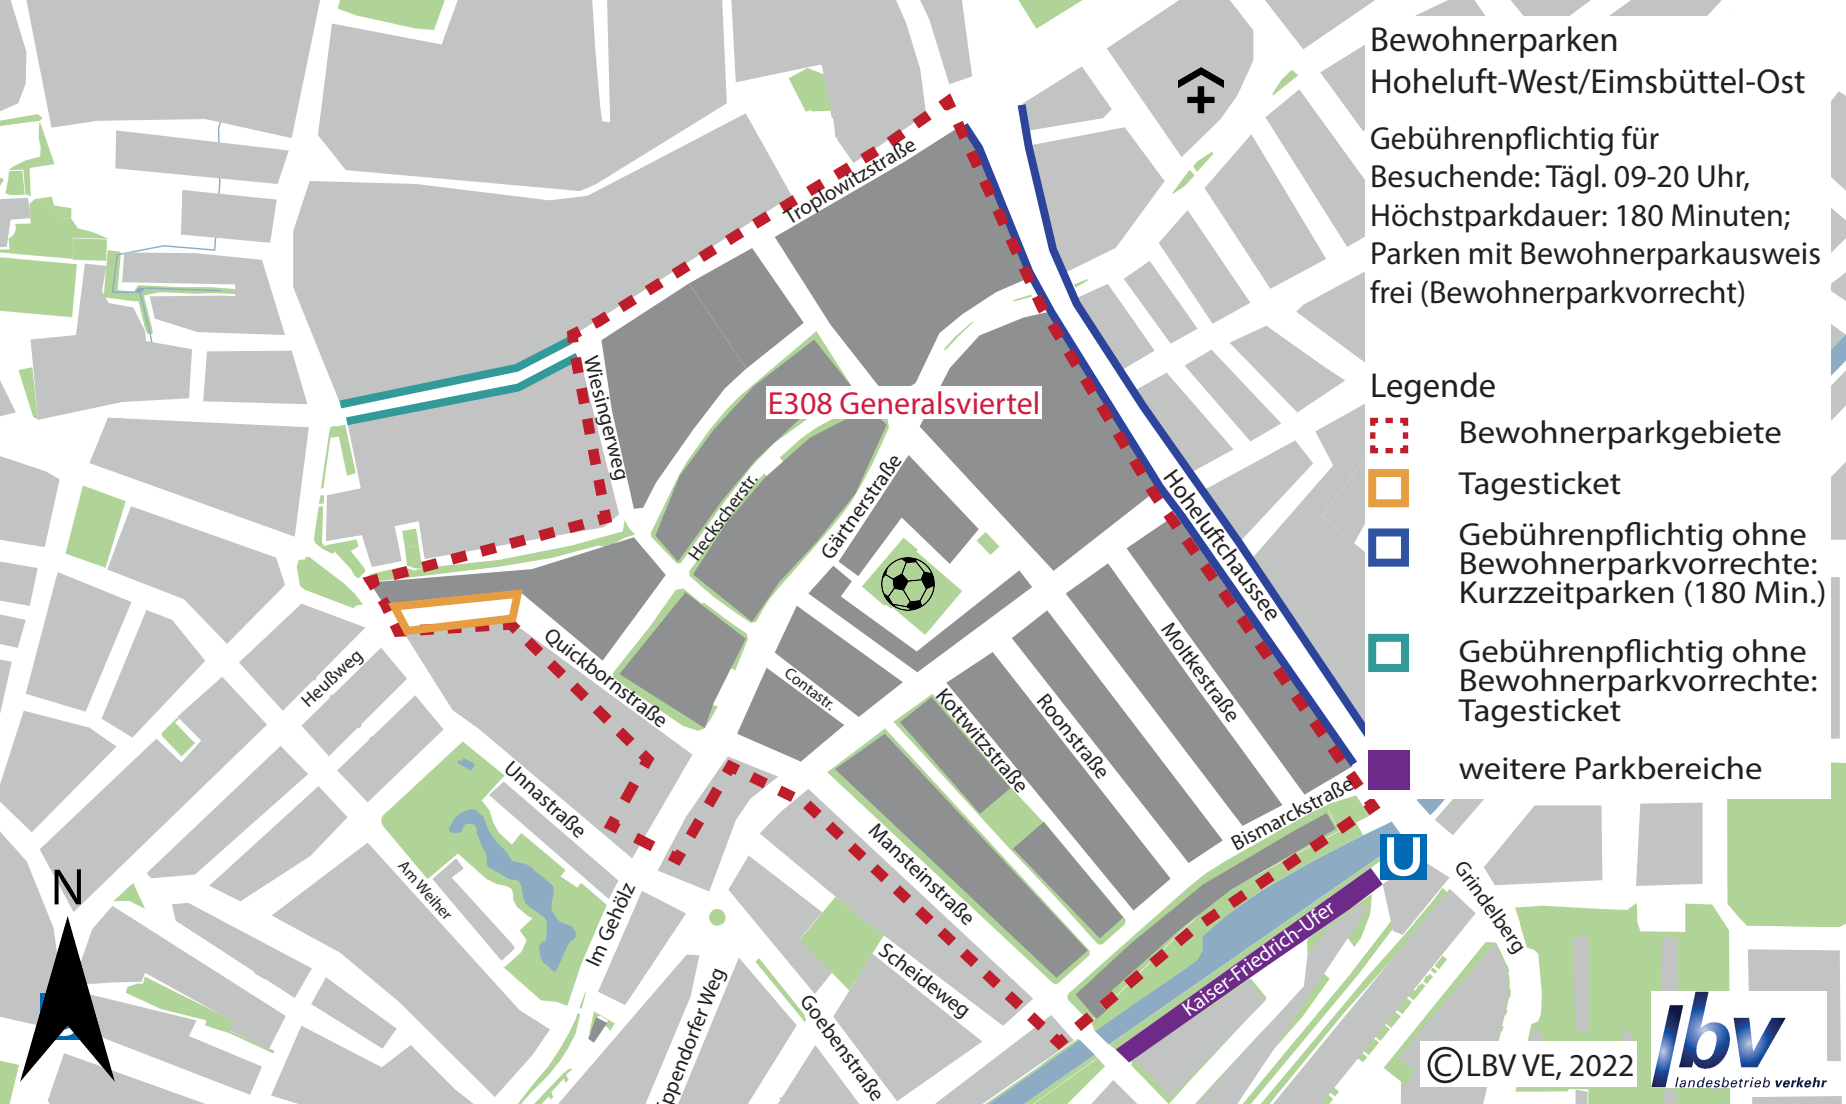 Bewohnerparken
Hoheluft-West/Eimsbüttel-Ost
Gebührenpflichtig für
Besuchende: Tägl. 09-20 Uhr,
Höchstparkdauer: 180 Minuten;
Parken mit Bewohnerparkausweis
frei (Bewohnerparkvorrecht)
Legende
Bewohnerparkgebiete
Tagesticket
Gebührenpflichtig ohne
Bewohnerparkvorrechte:
Kurzzeitparken (180 Min.)
Gebührenpflichtig ohne
Bewohnerparkvorrechte:
Tagesticket
weitere Parkbereiche
Troplowitzstraße
Wiesingerweg
E308 Generalsviertel
Heckscherstr.
Gärtnerstraße
Hoheluftchaussee
Quickbornstraße
Heußweg
Contastr.
Moltkestraße
Roonstraße
Kottwitzstraße
Unnastraße
Mansteinstraße
Bismarckstraße
Am Weiher
Im Gehölz
Scheideweg
Goebenstraße
ppendorfer Weg
Kaiser-Friedrich-Ufer
Grindelberg
U
N
©LBV VE, 2022
lbv
landesbetrieb verkehr